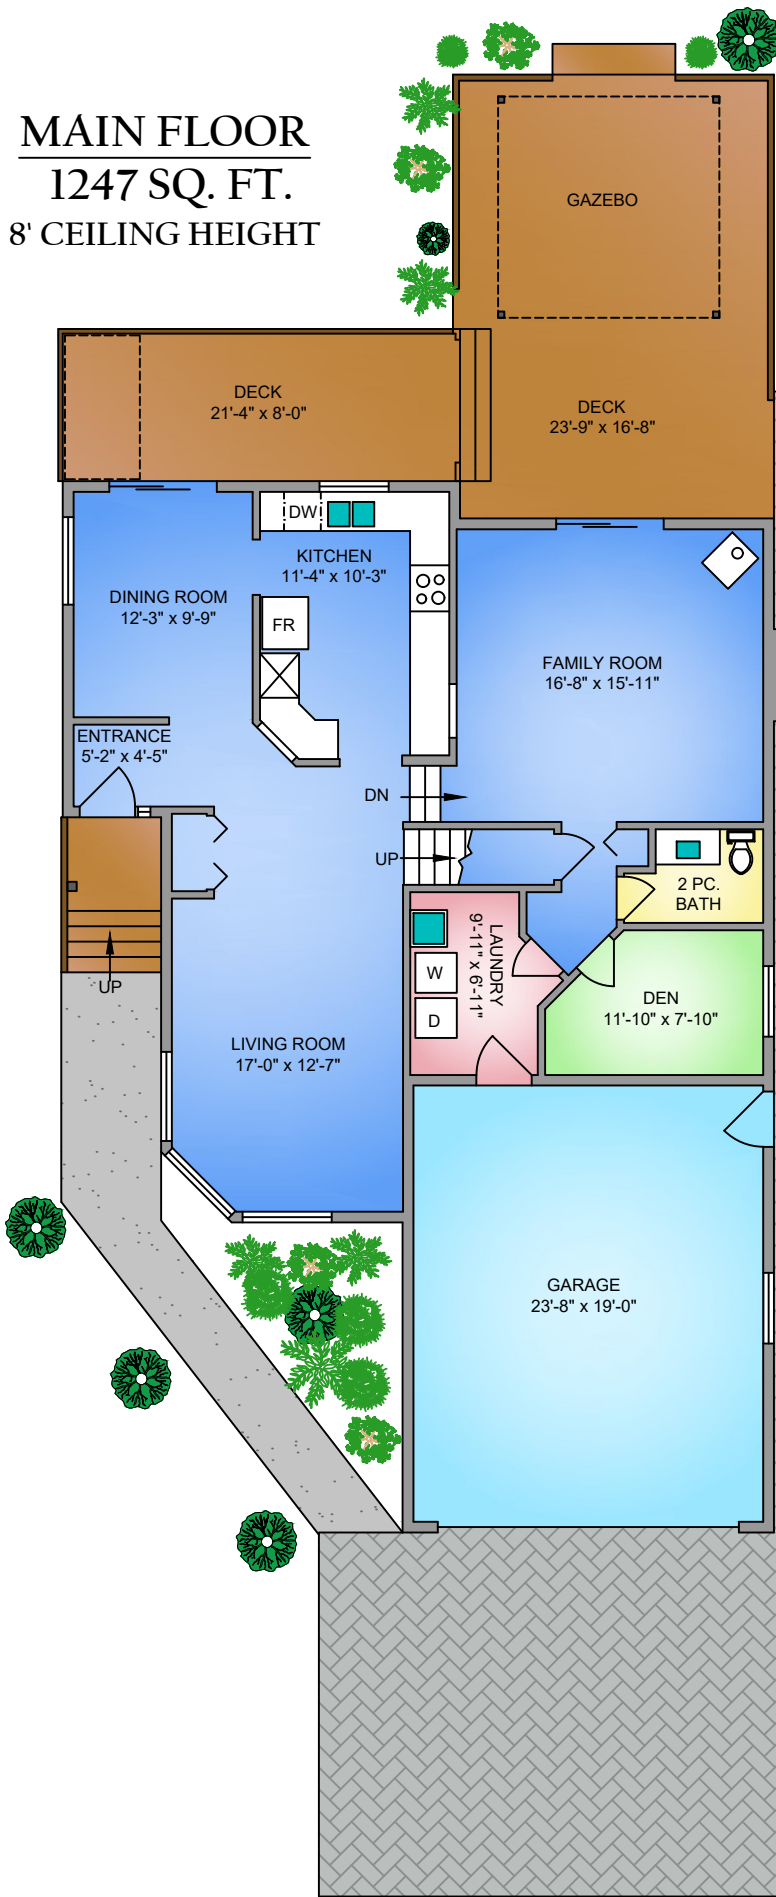 MAIN FLOOR
1247 SQ. FT.
8' CEILING HEIGHT
GAZEBO
DECK
21'-4" x 8'-0"
DECK
23'-9" x 16'-8"
DW
KITCHEN
11'-4" x 10'-3"
DINING ROOM
12'-3" x 9'-9"
FR
FAMILY ROOM
16'-8" x 15'-11"
ENTRANCE
5'-2" x 4'-5"
DN
UP
2 PC.
BATH
LAUNDRY
9'-11" x 6'-11"
W
D
UP
DEN
11'-10" x 7'-10"
LIVING ROOM
17'-0" x 12'-7"
GARAGE
23'-8" x 19'-0"